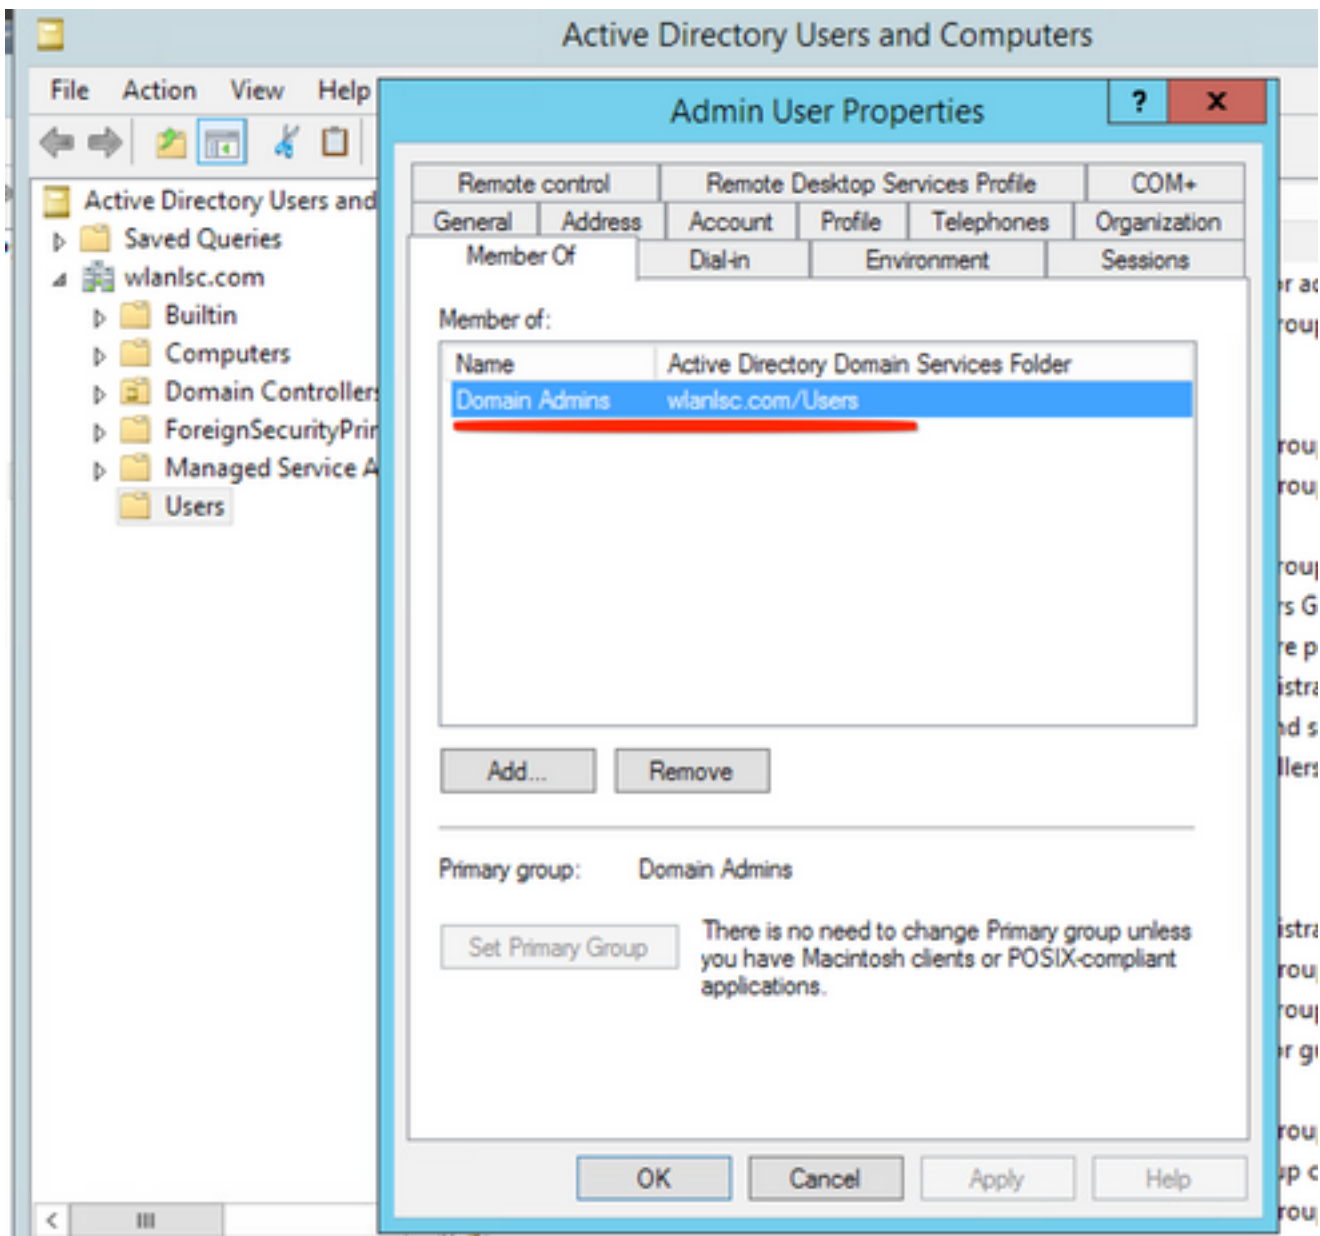 Active Directory Users and Computers
File Action View Help
Admin User Properties
?
x
Active Directory Users and
Saved Queries
wlanlsc.com
Builtin
Computers
Domain Controllers
ForeignSecurityPrin
Managed Service A
Users
Remote control Remote Desktop Services Profile COM+
General Address Account Profile Telephones Organization
Member Of Dial-in Environment Sessions
Member of:
Name Active Directory Domain Services Folder
Domain Admins wlanlsc.com/Users
Add... Remove
Primary group: Domain Admins
Set Primary Group
There is no need to change Primary group unless
you have Macintosh clients or POSIX-compliant
applications.
OK Cancel Apply Help